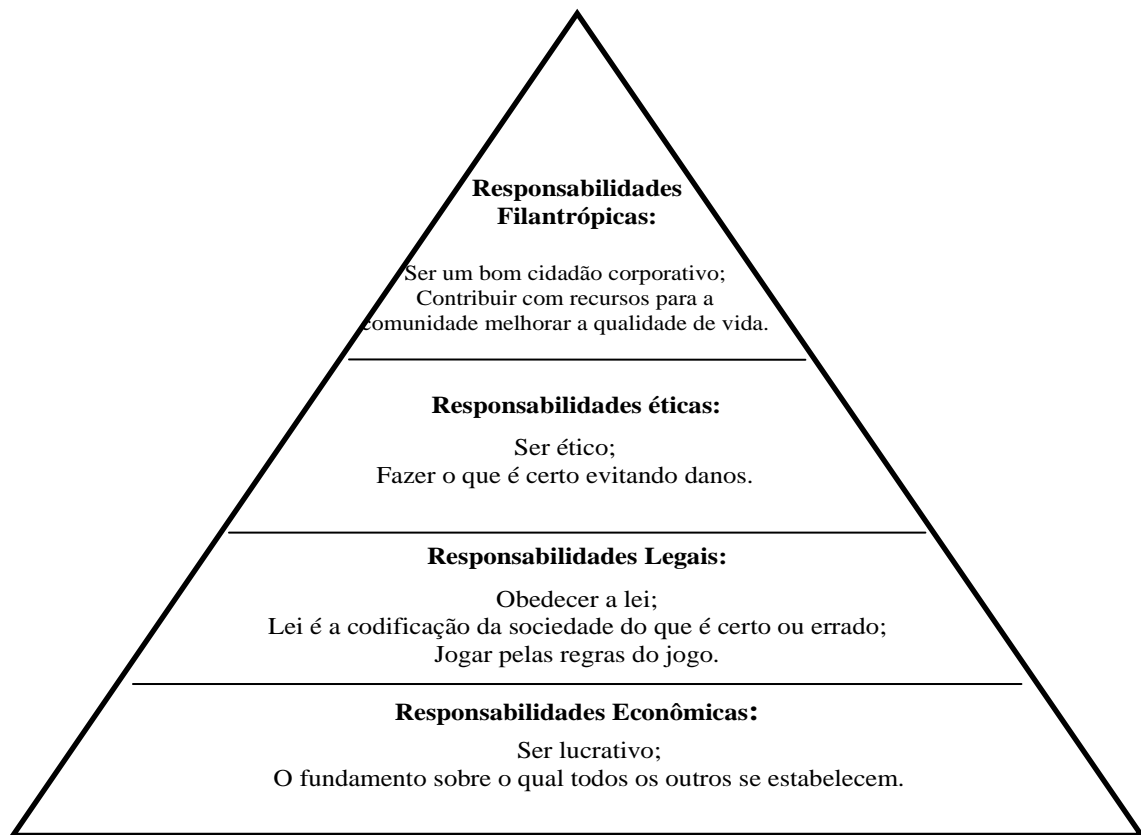 Responsabilidades
Filantrópicas:
Ser um bom cidadão corporativo;
Contribuir com recursos para a
comunidade melhorar a qualidade de vida.
Responsabilidades éticas:
Ser ético;
Fazer o que é certo evitando danos.
Responsabilidades Legais:
Obedecer a lei;
Lei é a codificação da sociedade do que é certo ou errado;
Jogar pelas regras do jogo.
Responsabilidades Econômicas:
Ser lucrativo;
O fundamento sobre o qual todos os outros se estabelecem.